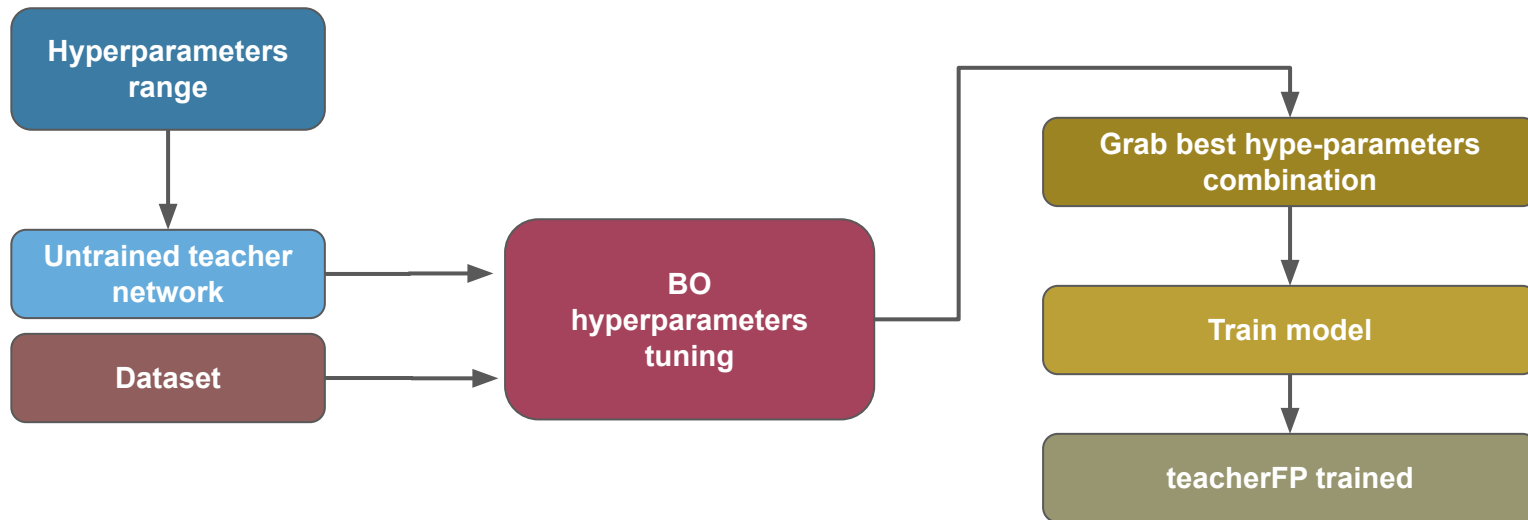 Hyperparameters
range
Untrained teacher
network
Dataset
BO
hyperparameters
tuning
Grab best hype-parameters
combination
Train model
teacherFP trained